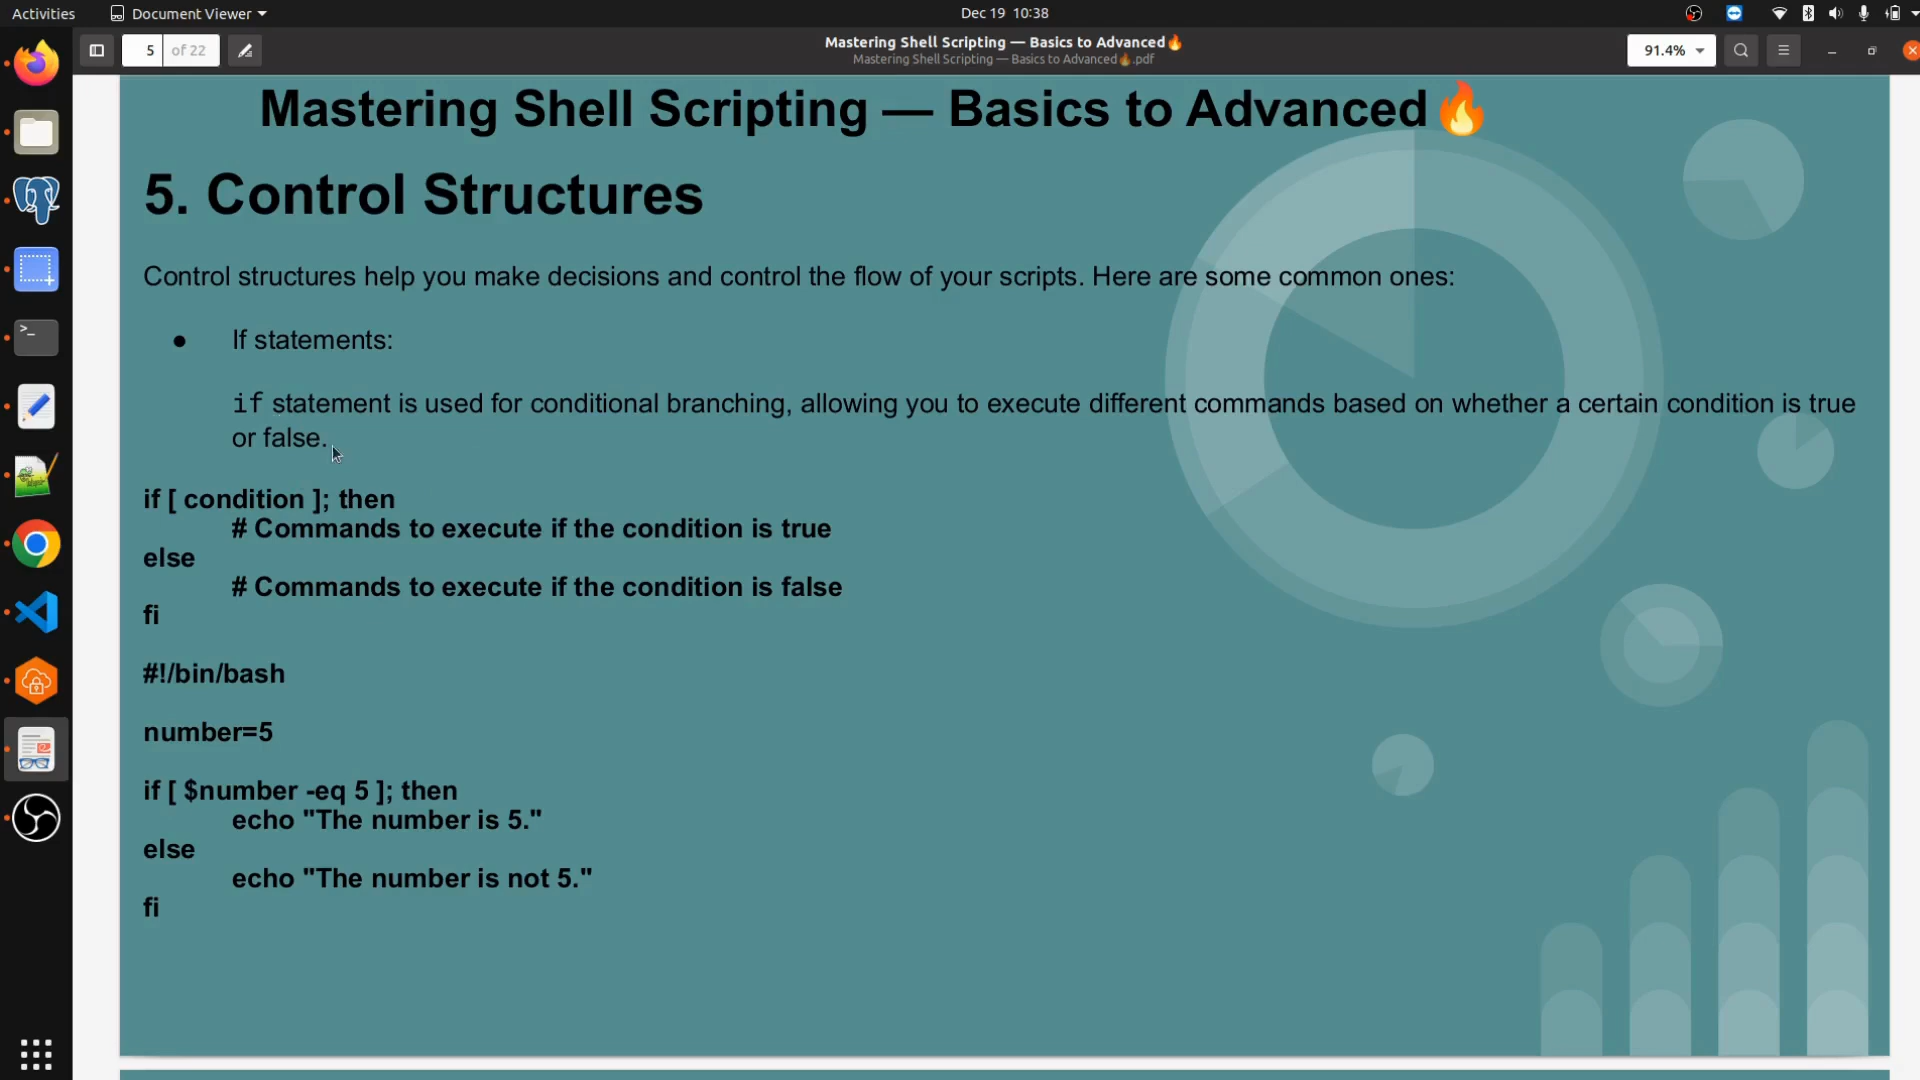 Activities
Document Viewer
Dec 19 10:38
5 of 22
Mastering Shell Scripting — Basics to Advanced🔥
Mastering Shell Scripting — Basics to Advanced🔥.pdf
91.4%
Mastering Shell Scripting — Basics to Advanced🔥
5. Control Structures
Control structures help you make decisions and control the flow of your scripts. Here are some common ones:
● If statements:
if statement is used for conditional branching, allowing you to execute different commands based on whether a certain condition is true
or false.
if [ condition ]; then
# Commands to execute if the condition is true
else
# Commands to execute if the condition is false
fi
#!/bin/bash
number=5
if [ $number -eq 5 ]; then
echo "The number is 5."
else
echo "The number is not 5."
fi